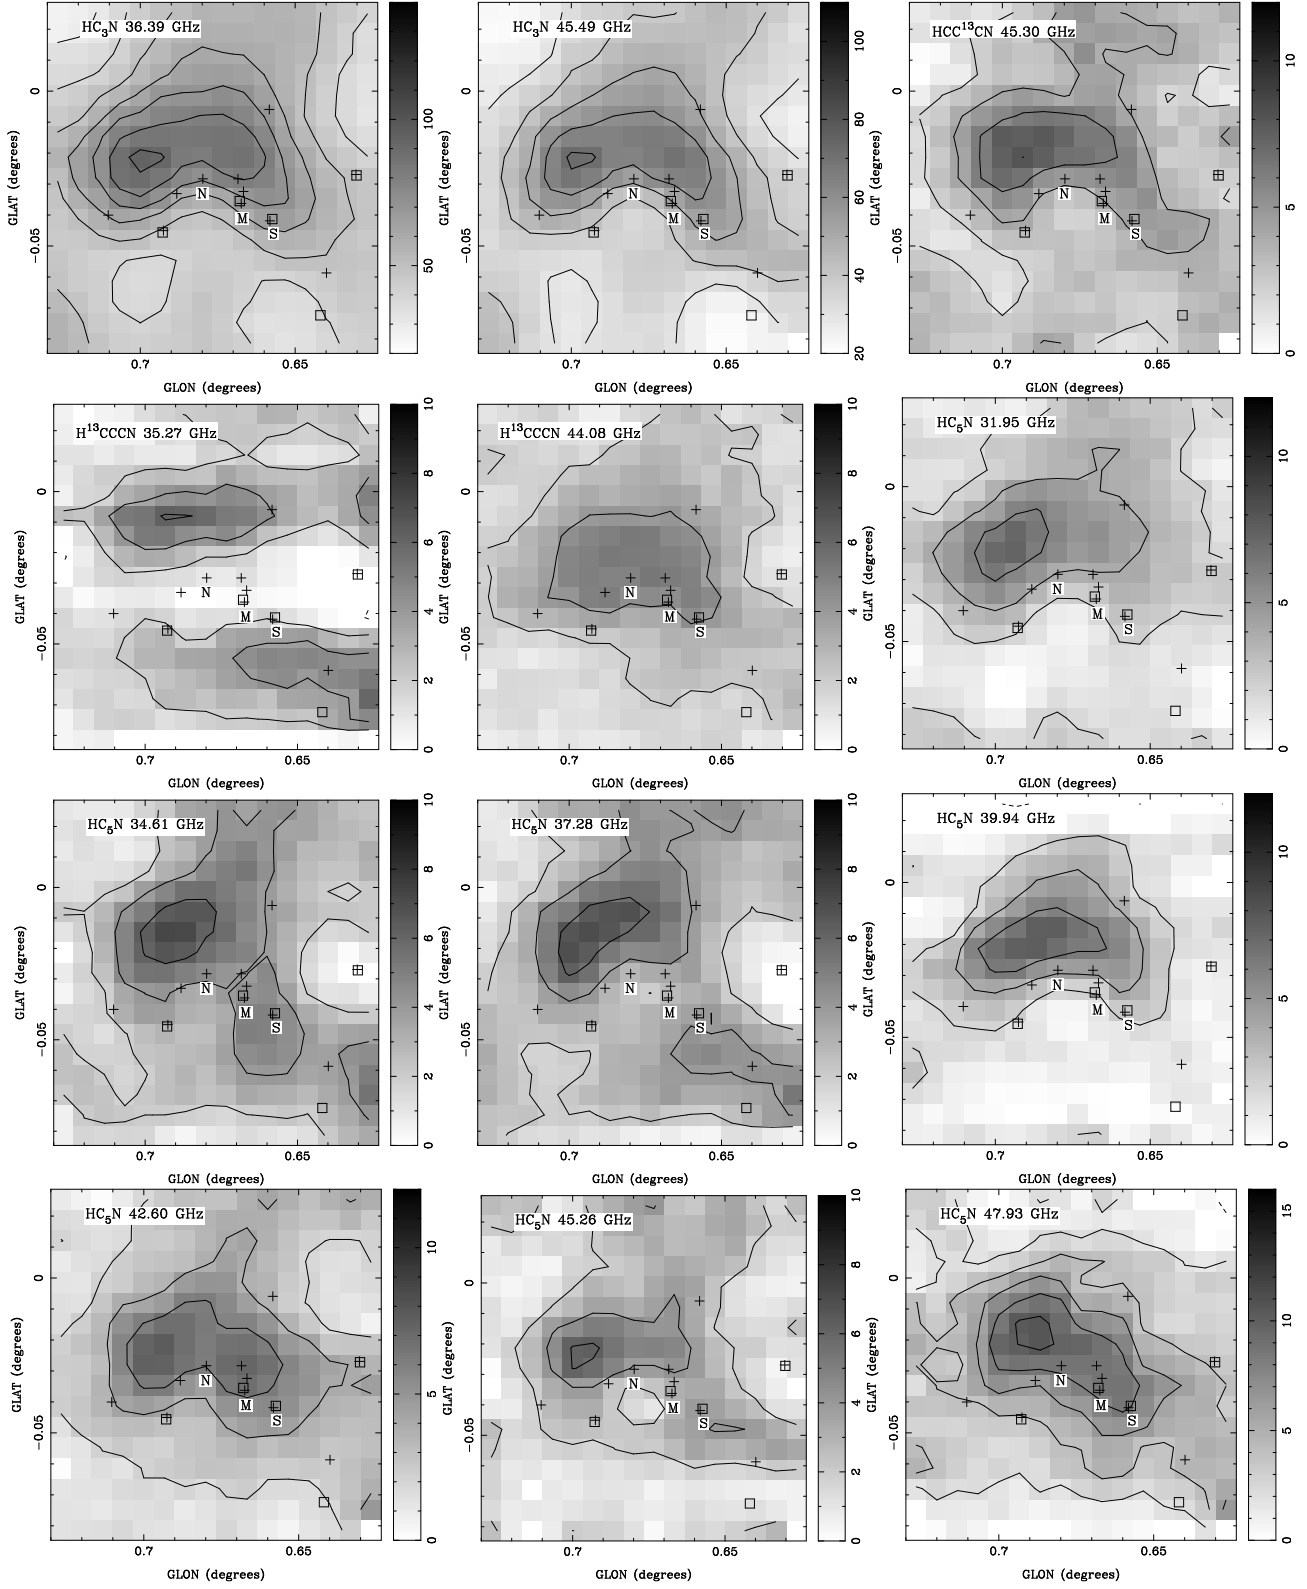 HC3N 36.39 GHz
GLAT (degrees)
0
−0.05
N
M
S
0.7
0.65
GLON (degrees)
100
50
HC3N 45.49 GHz
GLAT (degrees)
0
−0.05
N
M
S
0.7
0.65
GLON (degrees)
100
80
60
40
20
HCC13CN 45.30 GHz
GLAT (degrees)
0
−0.05
N
M
S
0.7
0.65
GLON (degrees)
10
5
0
H13CCCN 35.27 GHz
GLAT (degrees)
0
−0.05
N
M
S
0.7
0.65
GLON (degrees)
10
8
6
4
2
0
H13CCCN 44.08 GHz
GLAT (degrees)
0
−0.05
N
M
S
0.7
0.65
GLON (degrees)
10
8
6
4
2
0
HC5N 31.95 GHz
GLAT (degrees)
0
−0.05
N
M
S
0.7
0.65
GLON (degrees)
10
5
0
HC5N 34.61 GHz
GLAT (degrees)
0
−0.05
N
M
S
0.7
0.65
GLON (degrees)
10
8
6
4
2
0
HC5N 37.28 GHz
GLAT (degrees)
0
−0.05
N
M
S
0.7
0.65
GLON (degrees)
10
8
6
4
2
0
HC5N 39.94 GHz
GLAT (degrees)
0
−0.05
N
M
S
0.7
0.65
GLON (degrees)
10
5
0
HC5N 42.60 GHz
GLAT (degrees)
0
−0.05
N
M
S
0.7
0.65
GLON (degrees)
10
5
0
HC5N 45.26 GHz
GLAT (degrees)
0
−0.05
N
M
S
0.7
0.65
GLON (degrees)
10
8
6
4
2
0
HC5N 47.93 GHz
GLAT (degrees)
0
−0.05
N
M
S
0.7
0.65
GLON (degrees)
15
10
5
0